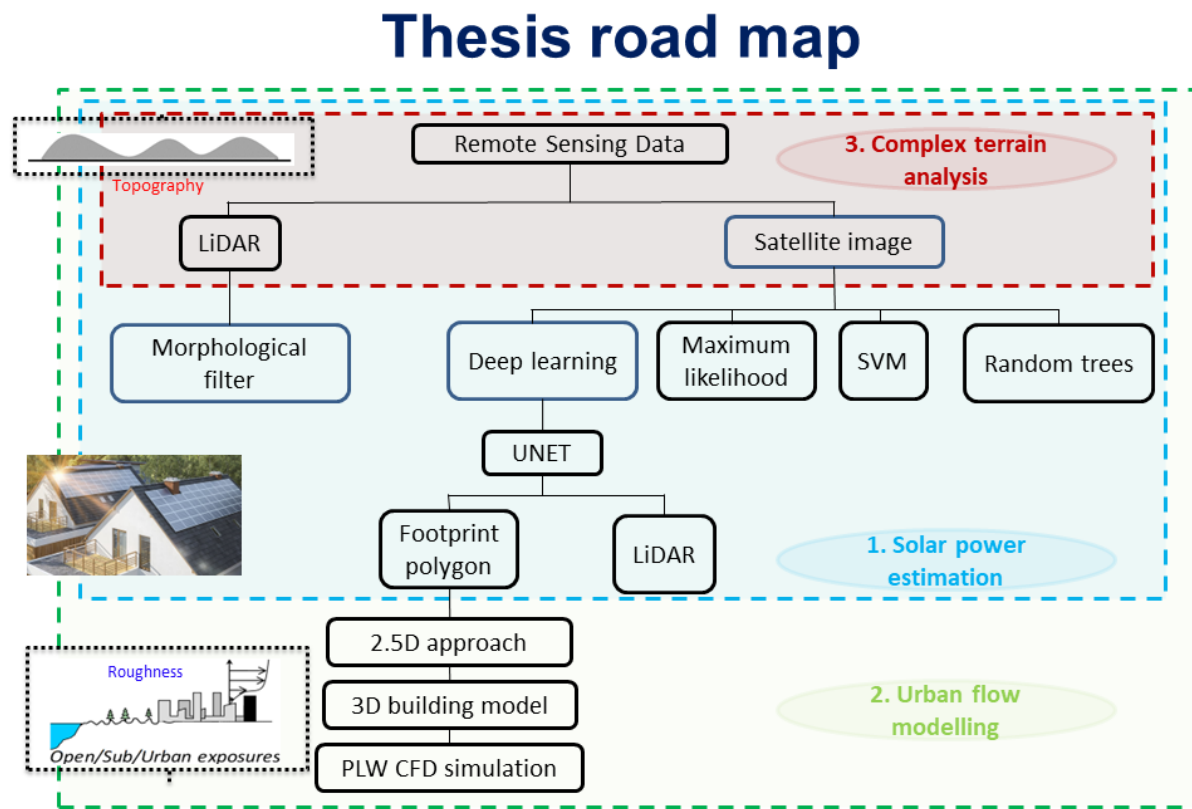 Thesis road map
Remote Sensing Data
3. Complex terrain
analysis
Topography
LiDAR
Satellite image
Morphological
filter
Deep learning
Maximum
likelihood
SVM
Random trees
UNET
Footprint
polygon
LiDAR
1. Solar power
estimation
2.5D approach
Roughness
3D building model
2. Urban flow
modelling
Open/Sub/Urban exposures
PLW CFD simulation